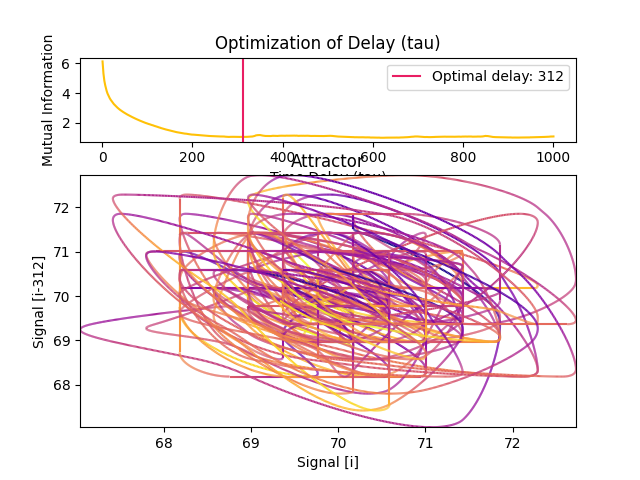 Optimization of Delay (tau)
Mutual Information
6
4
2
Optimal delay: 312
0 200 400 600 800 1000
Time Delay (tau)
Attractor
Signal [i-312]
72
71
70
69
68
68 69 70 71 72
Signal [i]